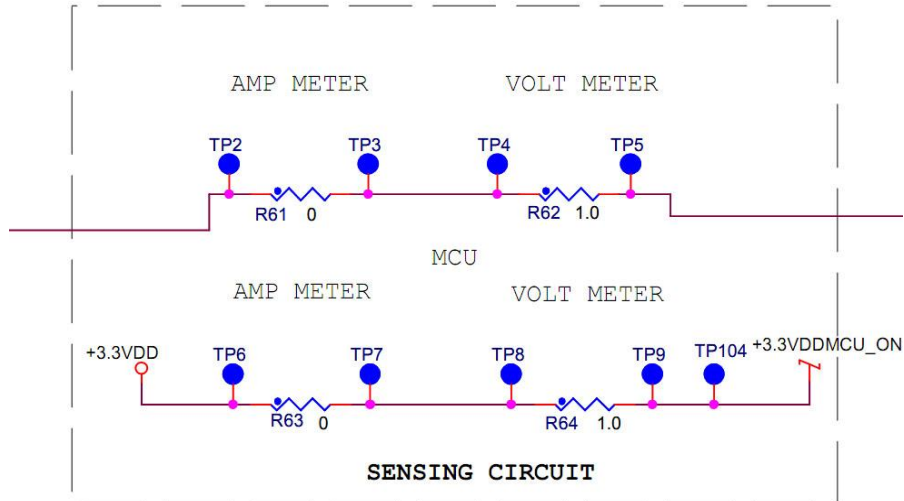 AMP METER VOLT METER
TP2 TP3 TP4 TP5
R61 0 R62 1.0
MCU
AMP METER VOLT METER
+3.3VDD TP6 TP7 TP8 TP9 TP104 +3.3VDDMCU_ON
R63 0 R64 1.0
SENSING CIRCUIT